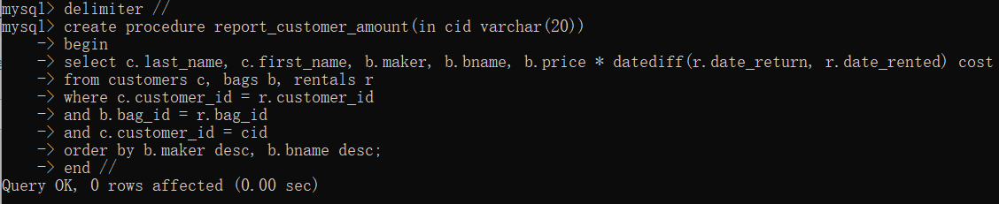 mysql> delimiter //
mysql> create procedure report_customer_amount(in cid varchar(20))
    -> begin
    -> select c.last_name, c.first_name, b.maker, b.bname, b.price * datediff(r.date_return, r.date_rented) cost
    -> from customers c, bags b, rentals r
    -> where c.customer_id = r.customer_id
    -> and b.bag_id = r.bag_id
    -> and c.customer_id = cid
    -> order by b.maker desc, b.bname desc;
    -> end //
Query OK, 0 rows affected (0.00 sec)